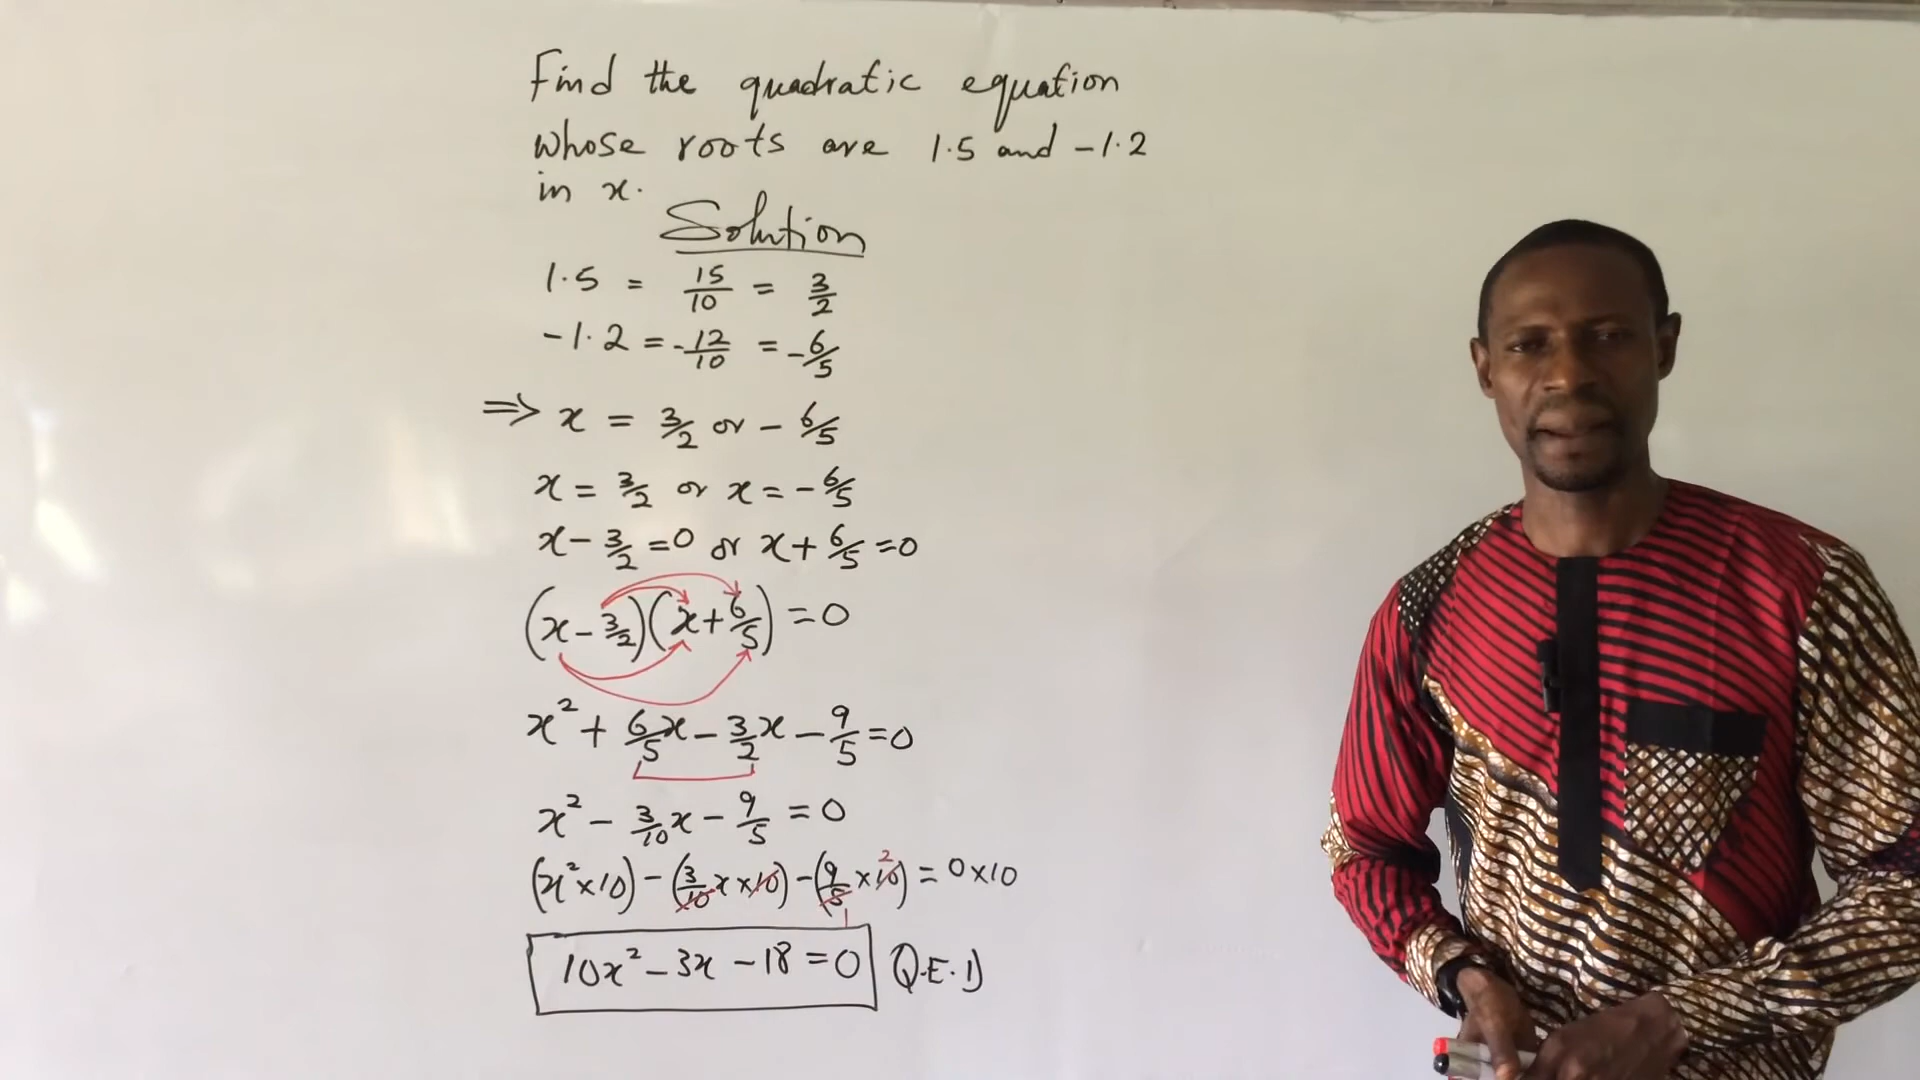 Find the quadratic equation
whose roots are 1.5 and -1.2
in x.
Solution
1.5 = 15/10 = 3/2
-1.2 = -12/10 = -6/5
⇒ x = 3/2 or -6/5
x = 3/2 or x = -6/5
x - 3/2 = 0 or x + 6/5 = 0
(x - 3/2)(x + 6/5) = 0
x² + 6/5 x - 3/2 x - 9/5 = 0
x² - 3/10 x - 9/5 = 0
(x² × 10) - (3/10 x × 10) - (9/5 × 10) = 0 × 10
10x² - 3x - 18 = 0 Q.E.D